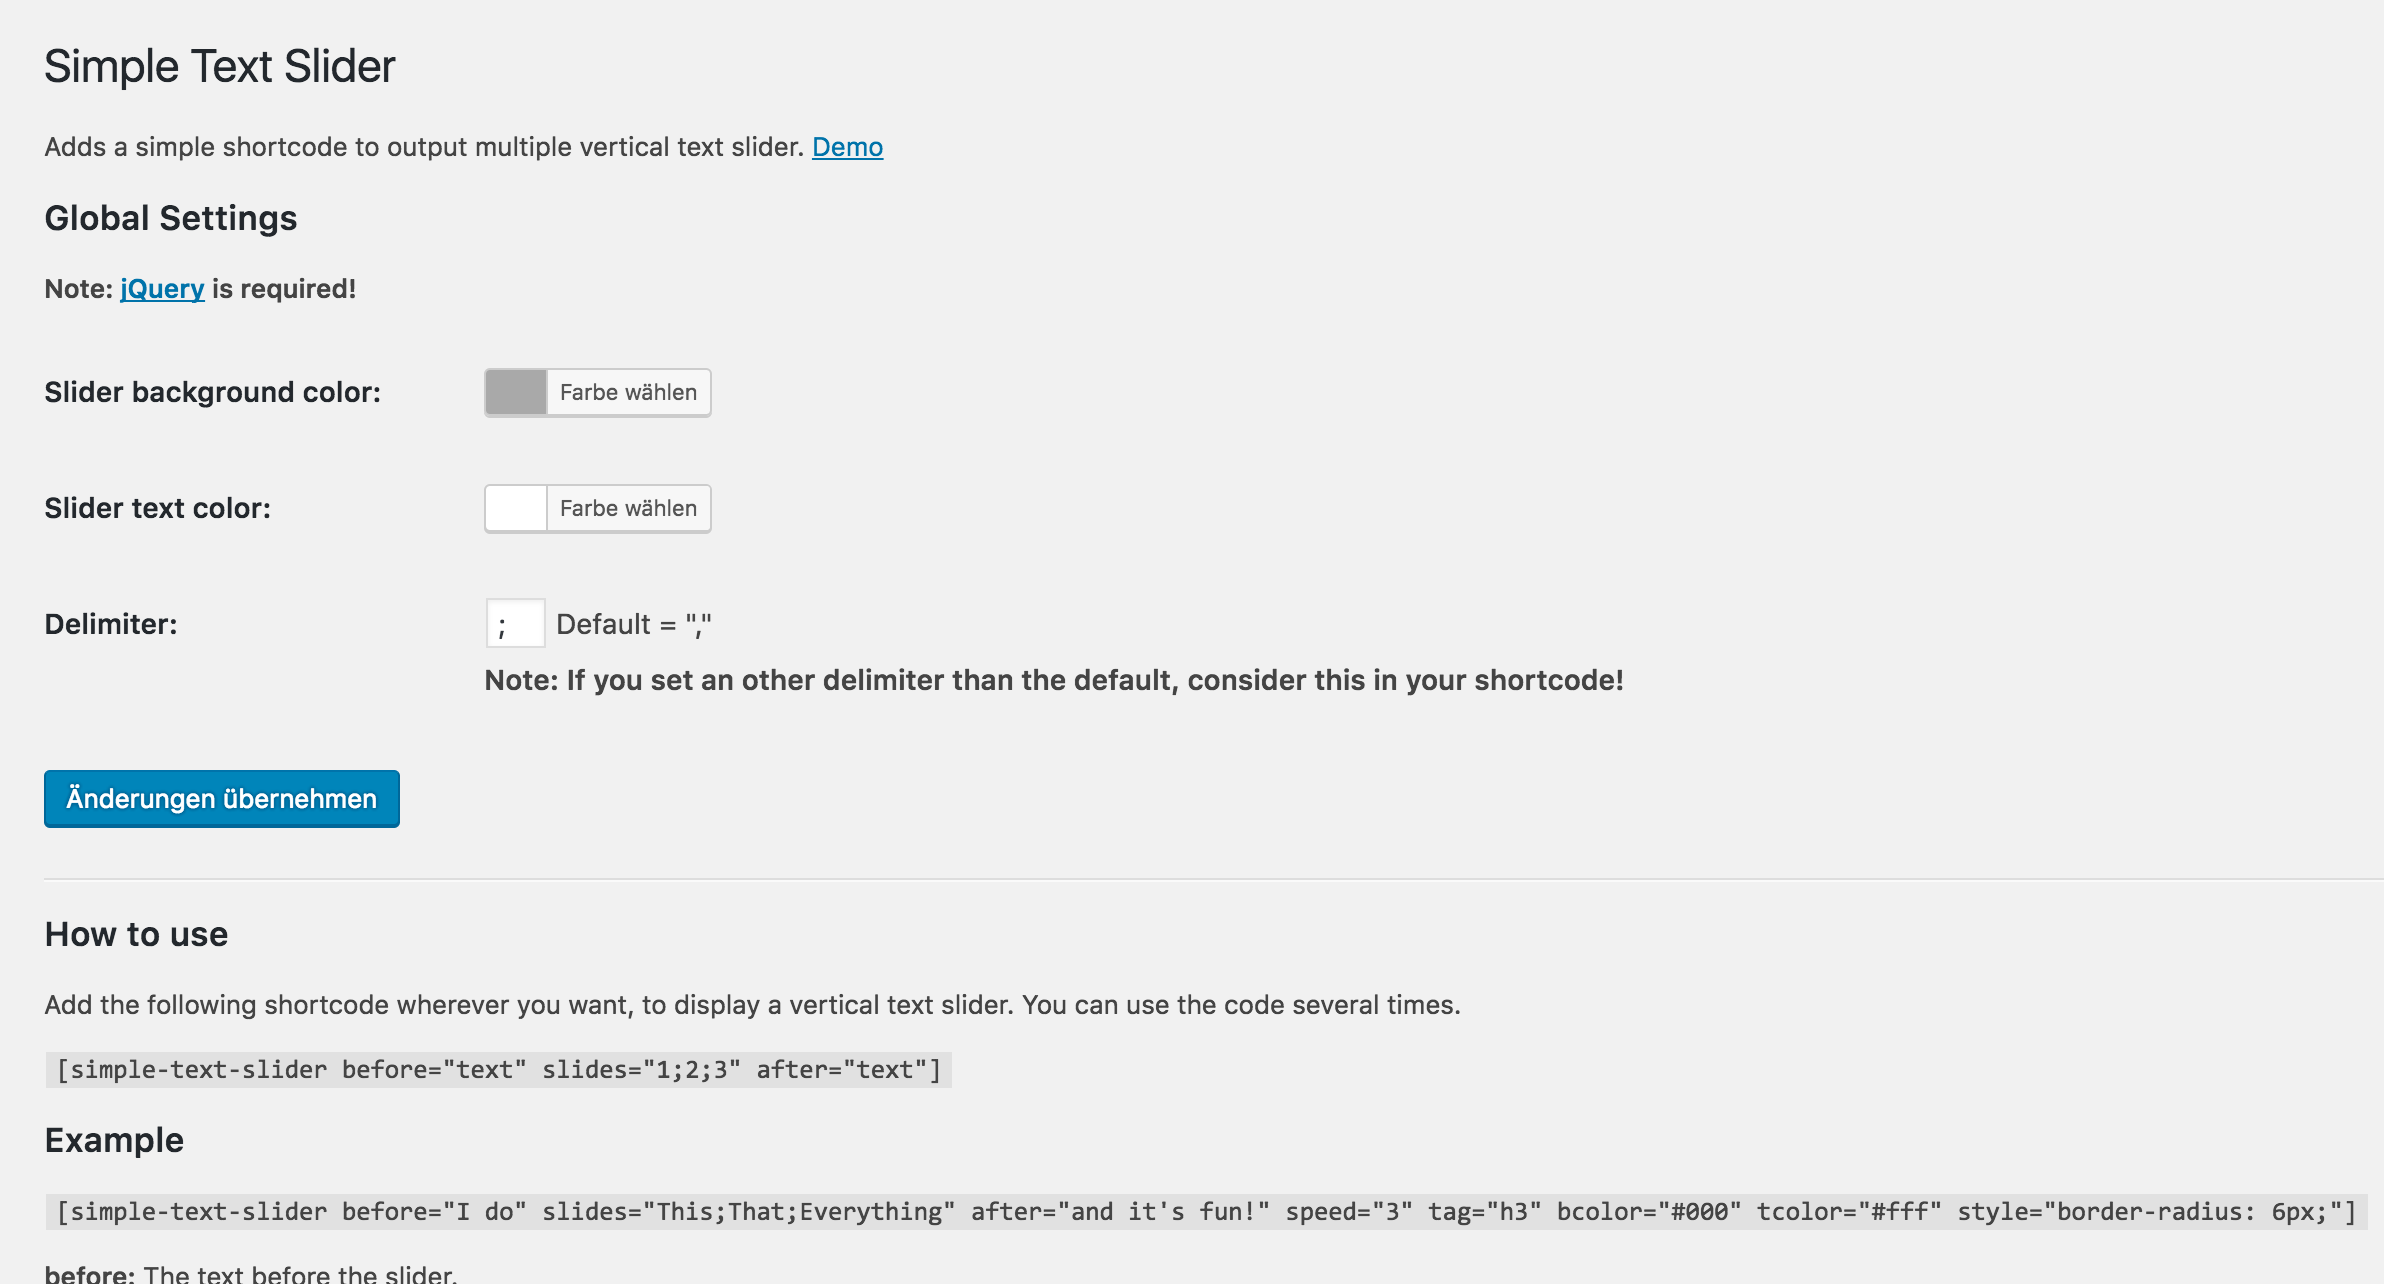 Simple Text Slider
Adds a simple shortcode to output multiple vertical text slider. Demo
Global Settings
Note: jQuery is required!
Slider background color: Farbe wählen
Slider text color: Farbe wählen
Delimiter: ; Default = ","
Note: If you set an other delimiter than the default, consider this in your shortcode!
Änderungen übernehmen
How to use
Add the following shortcode wherever you want, to display a vertical text slider. You can use the code several times.
[simple-text-slider before="text" slides="1;2;3" after="text"]
Example
[simple-text-slider before="I do" slides="This;That;Everything" after="and it's fun!" speed="3" tag="h3" bcolor="#000" tcolor="#fff" style="border-radius: 6px;"]
before: The text before the slider.